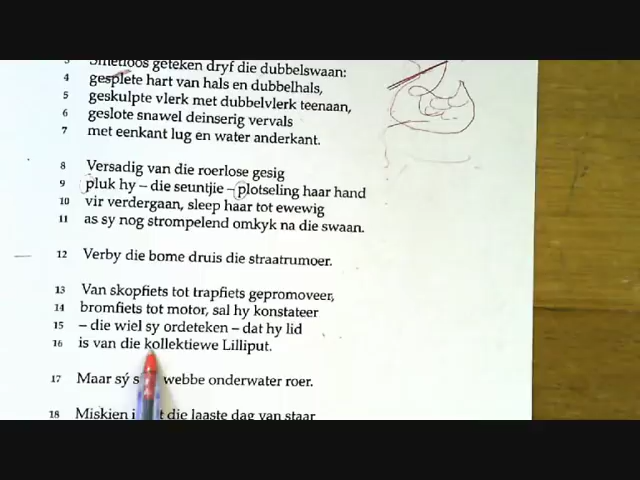 3 Smetloos geteken dryf die dubbelswaan:
4 gesplete hart van hals en dubbelhals,
5 geskulpte vlerk met dubbelvlerk teenaan,
6 geslote snawel deinserig vervals
7 met eenkant lug en water anderkant.
8 Versadig van die roerlose gesig
9 pluk hy – die seuntjie – plotseling haar hand
10 vir verdergaan, sleep haar tot ewewig
11 as sy nog strompelend omkyk na die swaan.
12 Verby die bome druis die straatrumoer.
13 Van skopfiets tot trapfiets gepromoveer,
14 bromfiets tot motor, sal hy konstateer
15 – die wiel sy ordeteken – dat hy lid
16 is van die kollektiewe Lilliput.
17 Maar sý webbe onderwater roer.
18 Miskien die laaste dag van staar